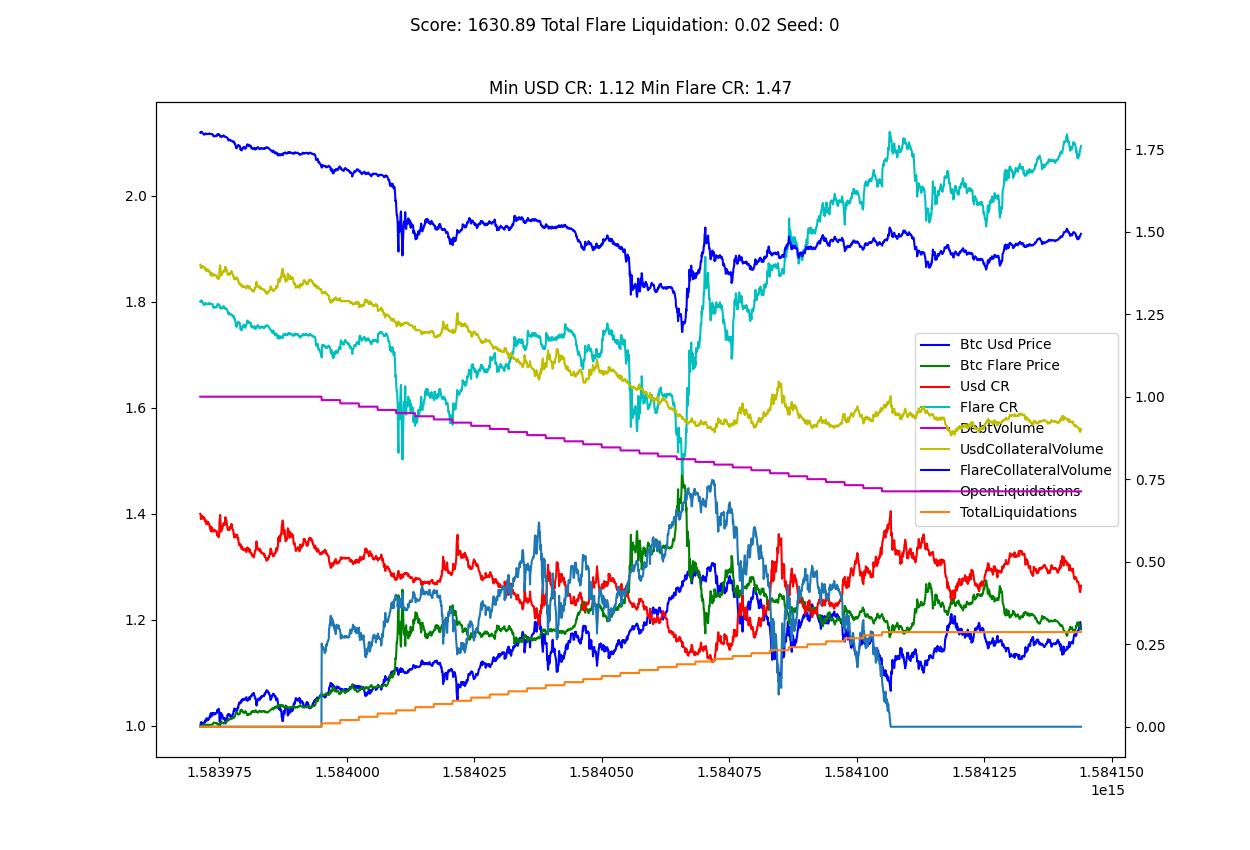 Score: 1630.89 Total Flare Liquidation: 0.02 Seed: 0
Min USD CR: 1.12 Min Flare CR: 1.47
2.0
1.8
1.6
1.4
1.2
1.0
1.75
1.50
1.25
1.00
0.75
0.50
0.25
0.00
Btc Usd Price
Btc Flare Price
Usd CR
Flare CR
DebtVolume
UsdCollateralVolume
FlareCollateralVolume
OpenLiquidations
TotalLiquidations
1.583975 1.584000 1.584025 1.584050 1.584075 1.584100 1.584125 1.584150
1e15